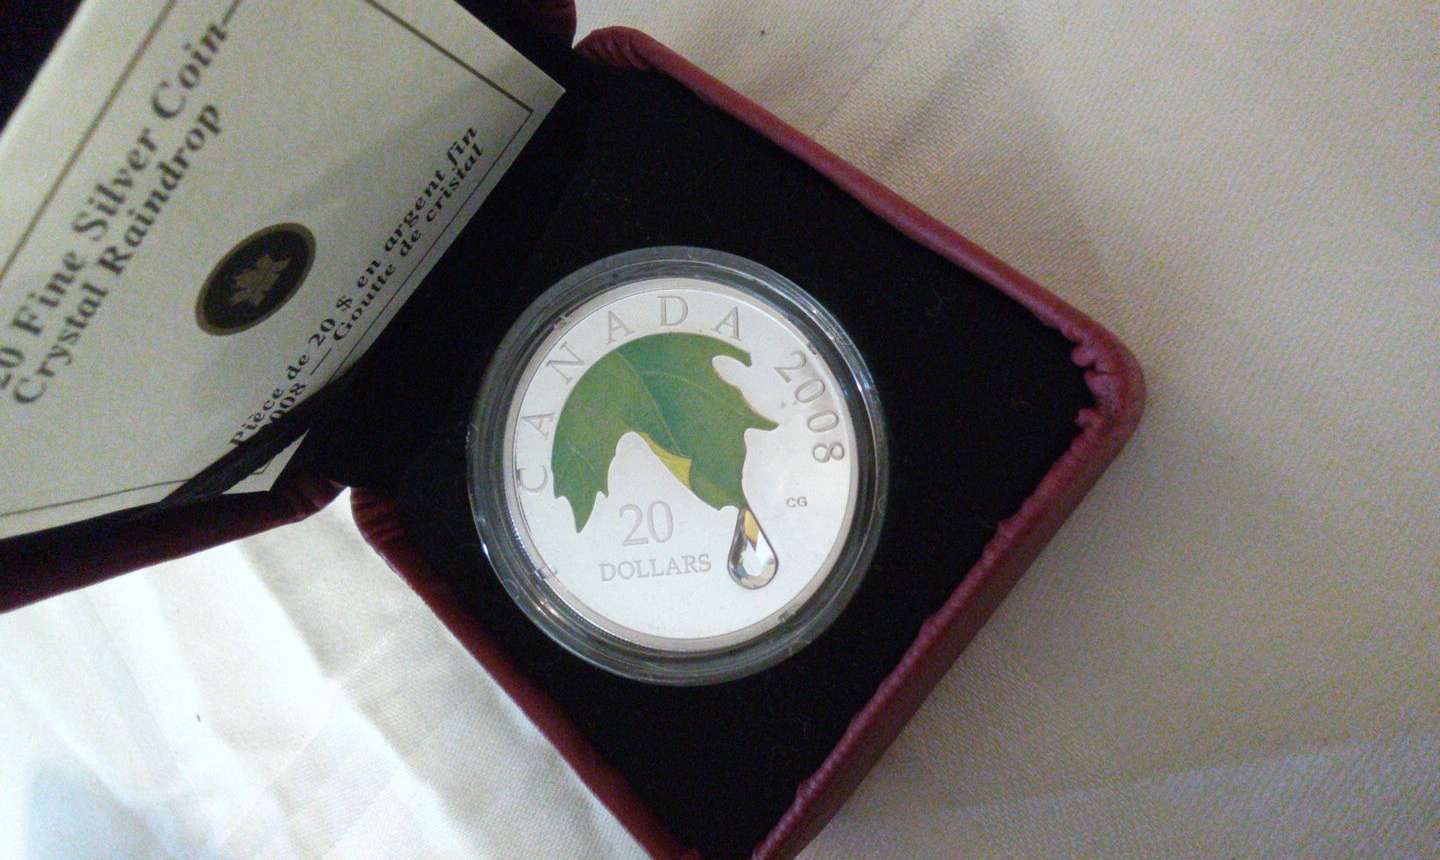 20 Fine Silver Coin—
Crystal Raindrop
Pièce de 20 $ en argent fin
2008 — Goutte de cristal
CANADA 2008
CG
20
DOLLARS